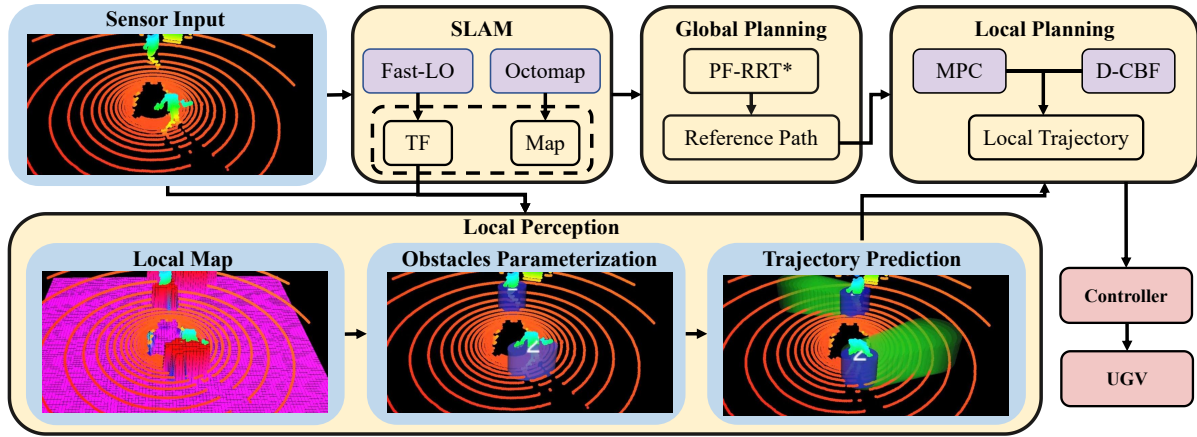 Sensor Input
SLAM
Fast-LO
Octomap
TF
Map
Global Planning
PF-RRT*
Reference Path
Local Planning
MPC
D-CBF
Local Trajectory
Local Perception
Local Map
Obstacles Parameterization
Trajectory Prediction
Controller
UGV